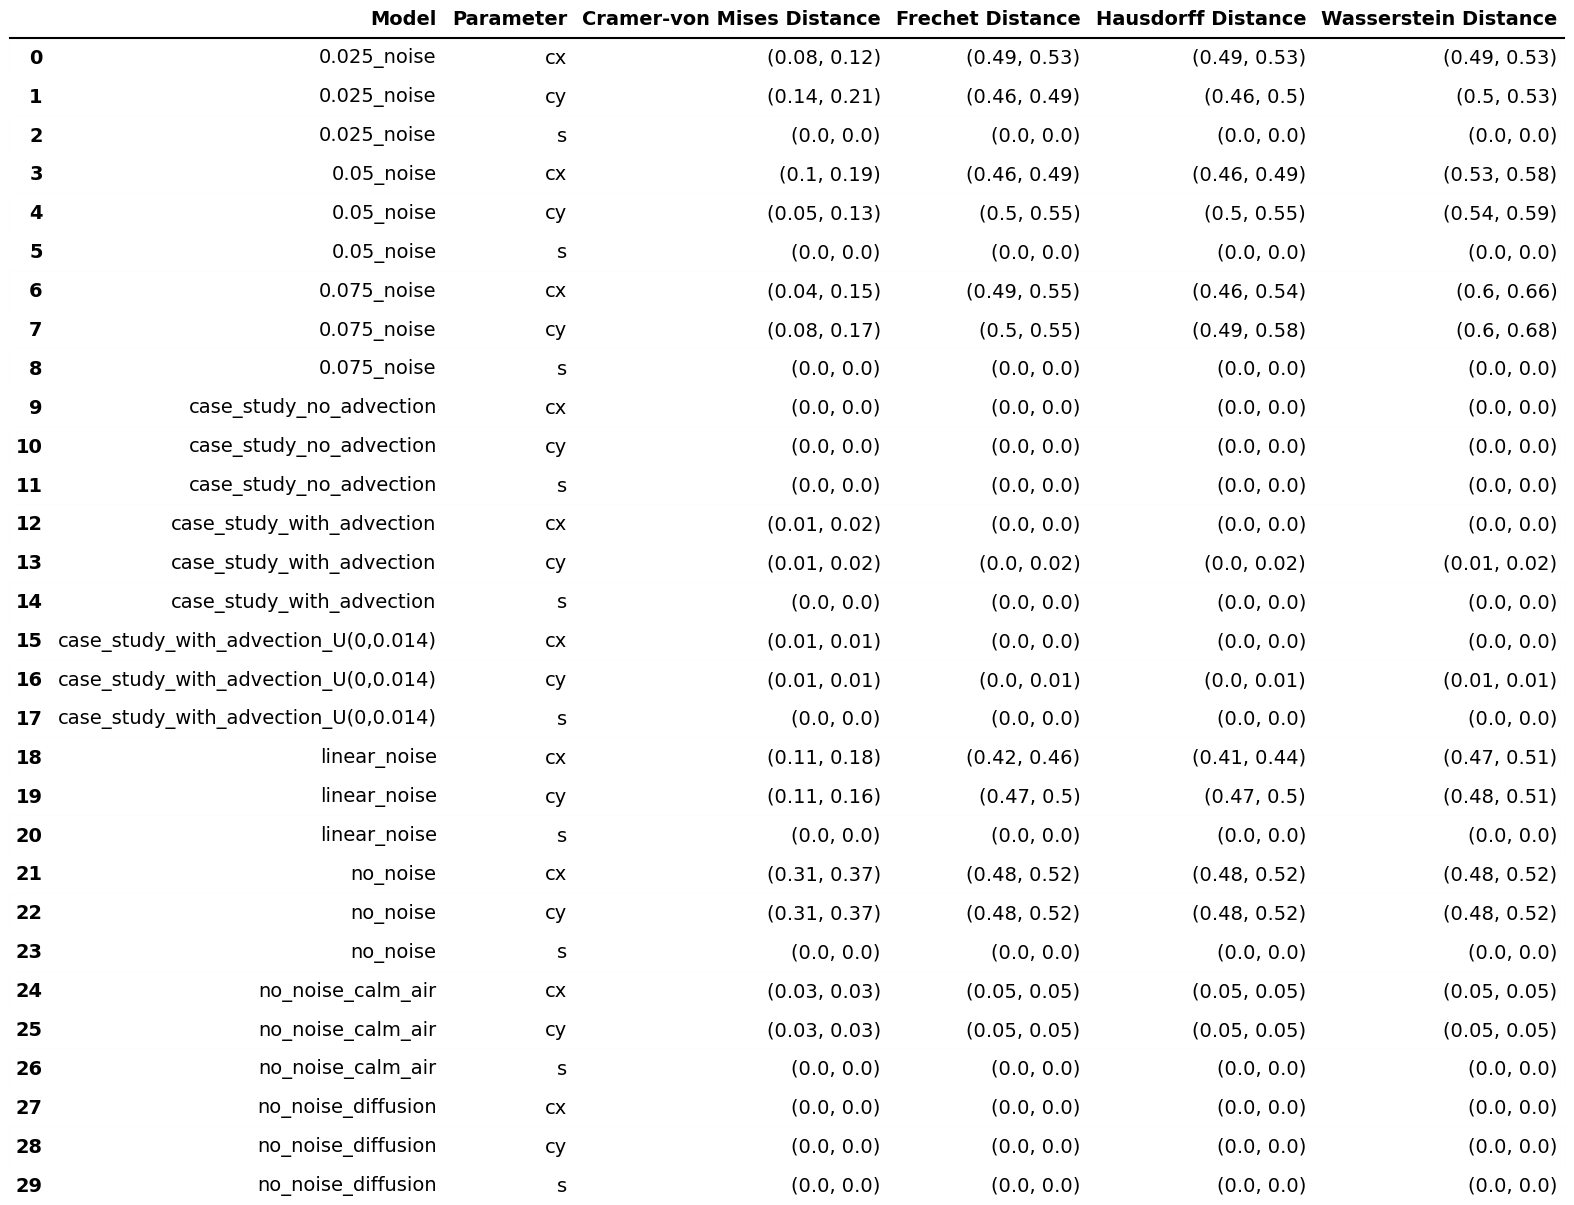 Model Parameter Cramer-von Mises Distance Frechet Distance Hausdorff Distance Wasserstein Distance
0 0.025_noise cx (0.08, 0.12) (0.49, 0.53) (0.49, 0.53) (0.49, 0.53)
1 0.025_noise cy (0.14, 0.21) (0.46, 0.49) (0.46, 0.5) (0.5, 0.53)
2 0.025_noise s (0.0, 0.0) (0.0, 0.0) (0.0, 0.0) (0.0, 0.0)
3 0.05_noise cx (0.1, 0.19) (0.46, 0.49) (0.46, 0.49) (0.53, 0.58)
4 0.05_noise cy (0.05, 0.13) (0.5, 0.55) (0.5, 0.55) (0.54, 0.59)
5 0.05_noise s (0.0, 0.0) (0.0, 0.0) (0.0, 0.0) (0.0, 0.0)
6 0.075_noise cx (0.04, 0.15) (0.49, 0.55) (0.46, 0.54) (0.6, 0.66)
7 0.075_noise cy (0.08, 0.17) (0.5, 0.55) (0.49, 0.58) (0.6, 0.68)
8 0.075_noise s (0.0, 0.0) (0.0, 0.0) (0.0, 0.0) (0.0, 0.0)
9 case_study_no_advection cx (0.0, 0.0) (0.0, 0.0) (0.0, 0.0) (0.0, 0.0)
10 case_study_no_advection cy (0.0, 0.0) (0.0, 0.0) (0.0, 0.0) (0.0, 0.0)
11 case_study_no_advection s (0.0, 0.0) (0.0, 0.0) (0.0, 0.0) (0.0, 0.0)
12 case_study_with_advection cx (0.01, 0.02) (0.0, 0.0) (0.0, 0.0) (0.0, 0.0)
13 case_study_with_advection cy (0.01, 0.02) (0.0, 0.02) (0.0, 0.02) (0.01, 0.02)
14 case_study_with_advection s (0.0, 0.0) (0.0, 0.0) (0.0, 0.0) (0.0, 0.0)
15 case_study_with_advection_U(0,0.014) cx (0.01, 0.01) (0.0, 0.0) (0.0, 0.0) (0.0, 0.0)
16 case_study_with_advection_U(0,0.014) cy (0.01, 0.01) (0.0, 0.01) (0.0, 0.01) (0.01, 0.01)
17 case_study_with_advection_U(0,0.014) s (0.0, 0.0) (0.0, 0.0) (0.0, 0.0) (0.0, 0.0)
18 linear_noise cx (0.11, 0.18) (0.42, 0.46) (0.41, 0.44) (0.47, 0.51)
19 linear_noise cy (0.11, 0.16) (0.47, 0.5) (0.47, 0.5) (0.48, 0.51)
20 linear_noise s (0.0, 0.0) (0.0, 0.0) (0.0, 0.0) (0.0, 0.0)
21 no_noise cx (0.31, 0.37) (0.48, 0.52) (0.48, 0.52) (0.48, 0.52)
22 no_noise cy (0.31, 0.37) (0.48, 0.52) (0.48, 0.52) (0.48, 0.52)
23 no_noise s (0.0, 0.0) (0.0, 0.0) (0.0, 0.0) (0.0, 0.0)
24 no_noise_calm_air cx (0.03, 0.03) (0.05, 0.05) (0.05, 0.05) (0.05, 0.05)
25 no_noise_calm_air cy (0.03, 0.03) (0.05, 0.05) (0.05, 0.05) (0.05, 0.05)
26 no_noise_calm_air s (0.0, 0.0) (0.0, 0.0) (0.0, 0.0) (0.0, 0.0)
27 no_noise_diffusion cx (0.0, 0.0) (0.0, 0.0) (0.0, 0.0) (0.0, 0.0)
28 no_noise_diffusion cy (0.0, 0.0) (0.0, 0.0) (0.0, 0.0) (0.0, 0.0)
29 no_noise_diffusion s (0.0, 0.0) (0.0, 0.0) (0.0, 0.0) (0.0, 0.0)